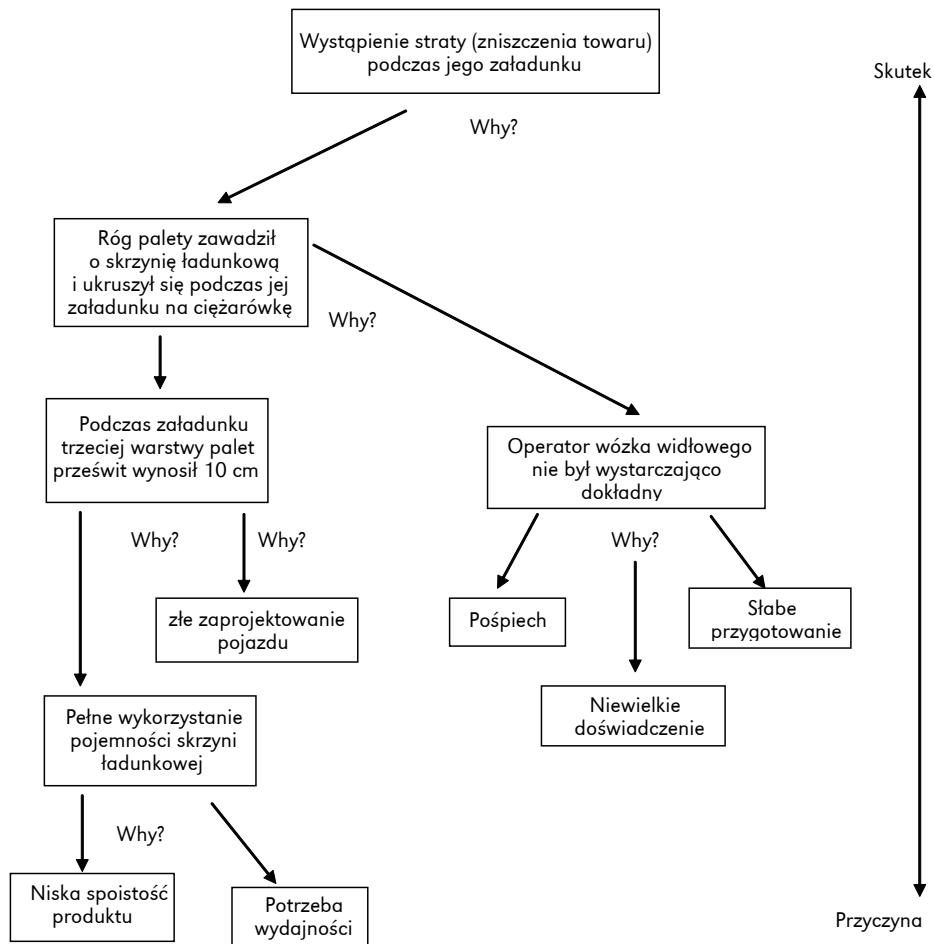 Wystąpienie straty (zniszczenia towaru)
podczas jego załadunku
Skutek
Why?
Róg palety zawadził
o skrzynię ładunkową
i ukruszył się podczas jej
załadunku na ciężarówkę
Why?
Podczas załadunku
trzeciej warstwy palet
prześwit wynosił 10 cm
Operator wózka widłowego
nie był wystarczająco
dokładny
Why?
Why?
Why?
złe zaprojektowanie
pojazdu
Pośpiech
Słabe
przygotowanie
Niewielkie
doświadczenie
Pełne wykorzystanie
pojemności skrzyni
ładunkowej
Why?
Niska spoistość
produktu
Potrzeba
wydajności
Przyczyna